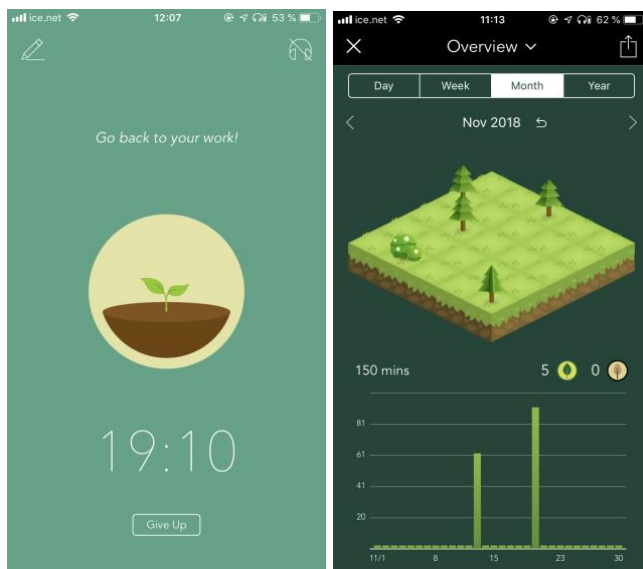 ice.net 12:07 53 %
Go back to your work!
19:10
Give Up
ice.net 11:13 62 %
Overview
Day Week Month Year
Nov 2018
150 mins 5 0
81
61
41
20
11/1 8 15 23 30